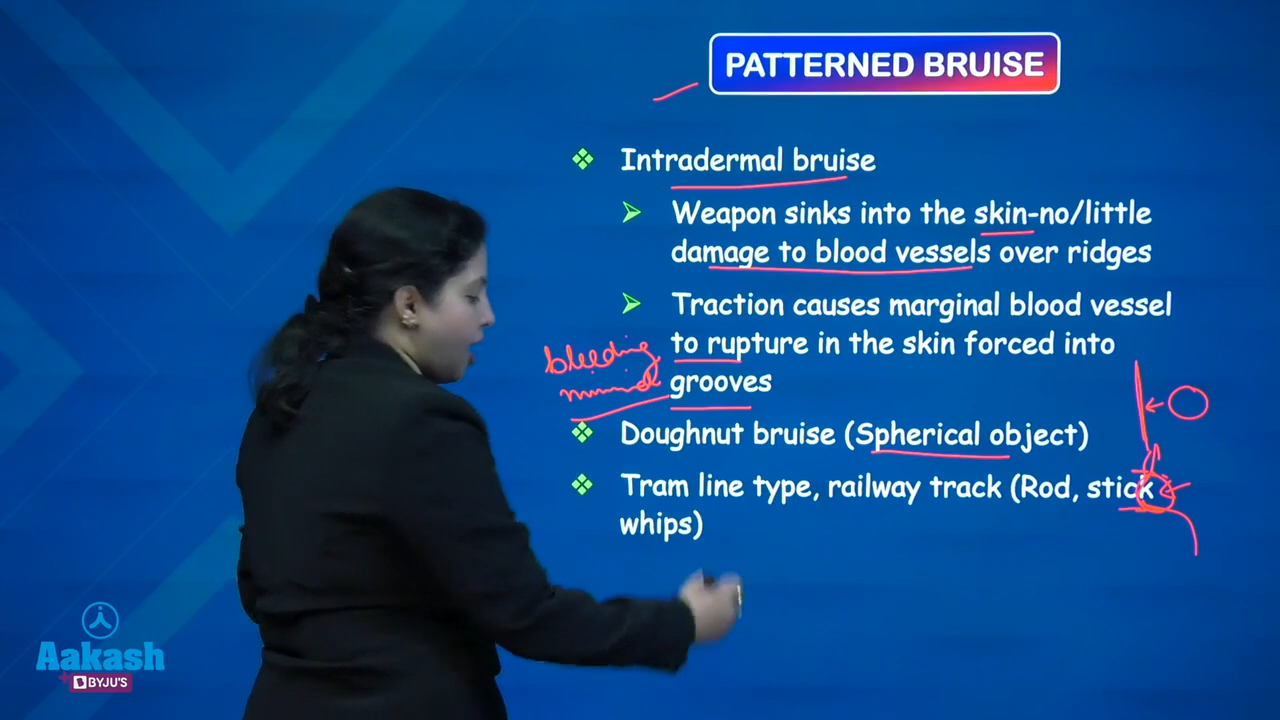 PATTERNED BRUISE
❖ Intradermal bruise
➢ Weapon sinks into the skin-no/little
damage to blood vessels over ridges
➢ Traction causes marginal blood vessel
to rupture in the skin forced into
grooves
bleeding
❖ Doughnut bruise (Spherical object)
❖ Tram line type, railway track (Rod, stick
whips)
Aakash
BYJU'S